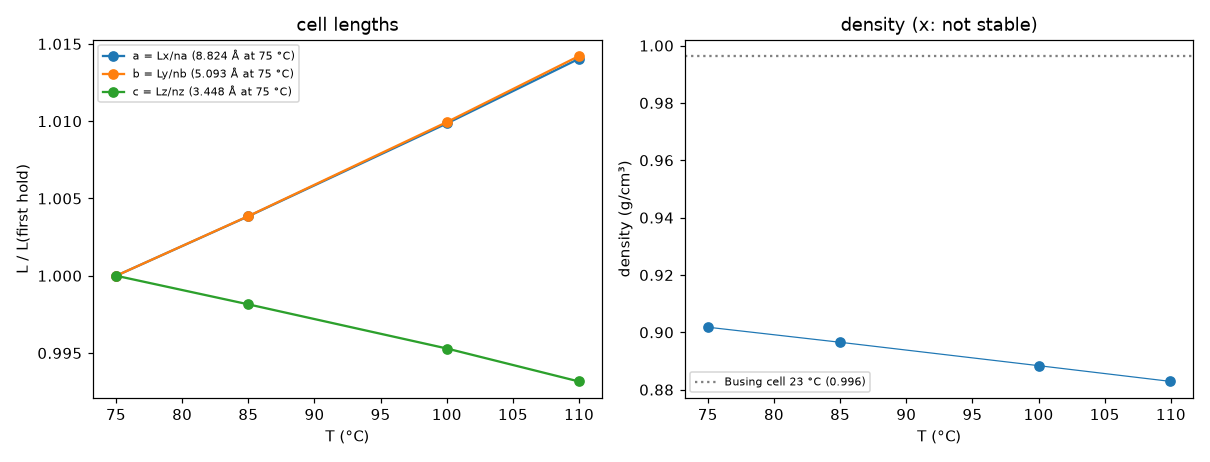 cell lengths
L / L(first hold)
1.015
1.010
1.005
1.000
0.995
a = Lx/na (8.824 Å at 75 °C)
b = Ly/nb (5.093 Å at 75 °C)
c = Lz/nz (3.448 Å at 75 °C)
75 80 85 90 95 100 105 110
T (°C)
density (x: not stable)
density (g/cm³)
1.00
0.98
0.96
0.94
0.92
0.90
0.88
Busing cell 23 °C (0.996)
75 80 85 90 95 100 105 110
T (°C)